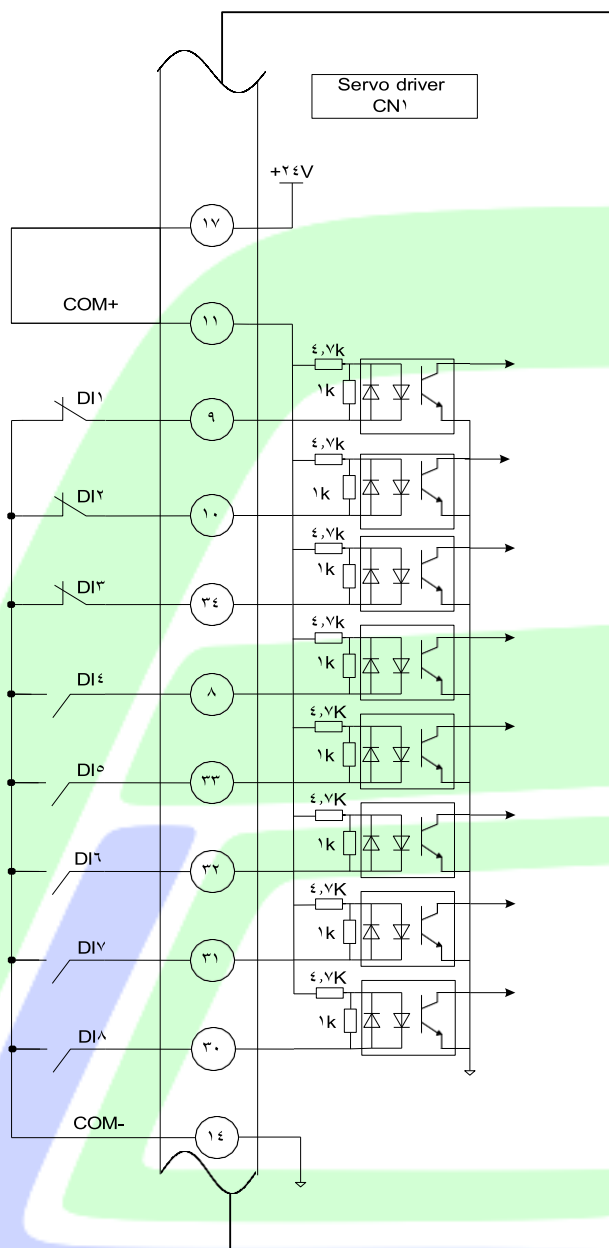 Servo driver
CN١
+٢٤V
١٧
COM+
١١
٤,٧k
١k
DI١
٩
٤,٧k
١k
DI٢
١٠
٤,٧k
١k
DI٣
٣٤
٤,٧k
١k
DI٤
٨
٤,٧K
١k
DI٥
٣٣
٤,٧K
١k
DI٦
٣٢
٤,٧K
١k
DI٧
٣١
٤,٧K
١k
DI٨
٣٠
COM-
١٤